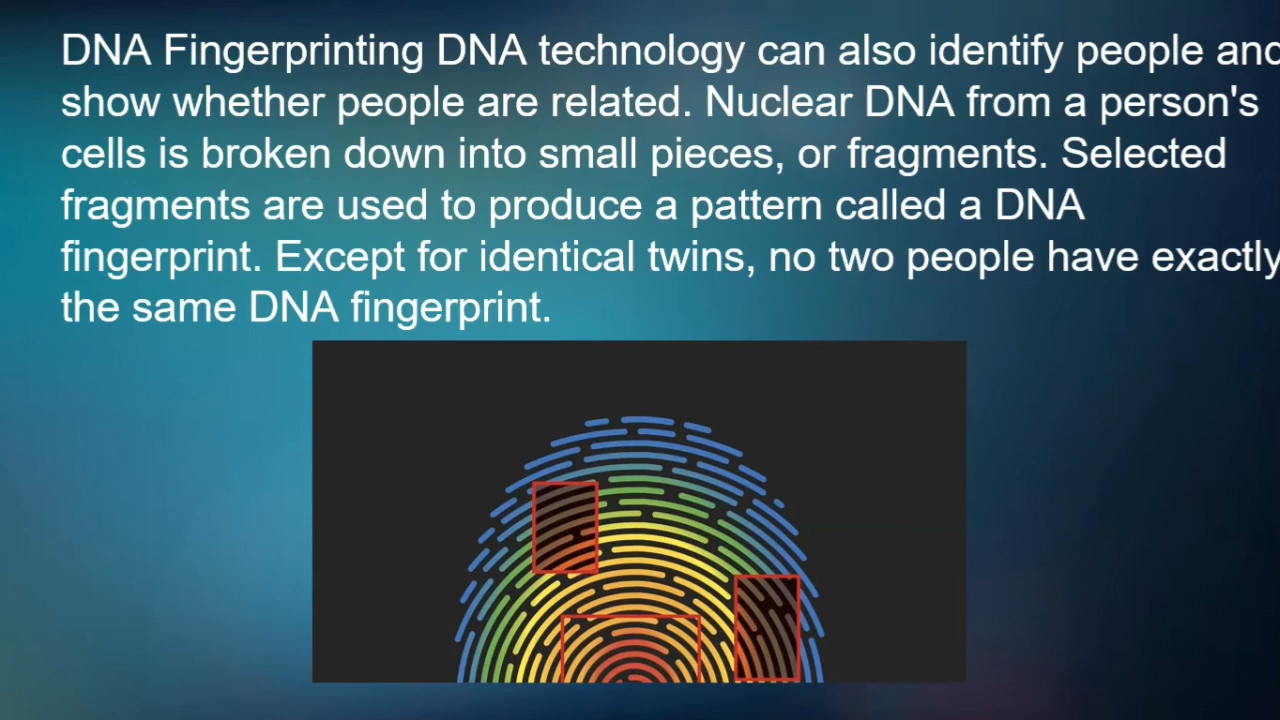 DNA Fingerprinting DNA technology can also identify people and
show whether people are related. Nuclear DNA from a person's
cells is broken down into small pieces, or fragments. Selected
fragments are used to produce a pattern called a DNA
fingerprint. Except for identical twins, no two people have exactly
the same DNA fingerprint.